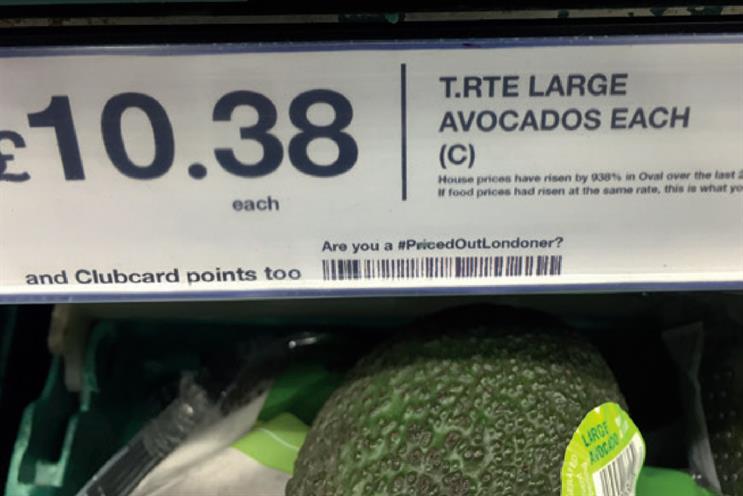 £10.38
each
T.RTE LARGE
AVOCADOS EACH
(C)
House prices have risen by 938% in Oval over the last
If food prices had risen at the same rate, this is what
Are you a #PricedOutLondoner?
and Clubcard points too
LARGE
AVOCADO